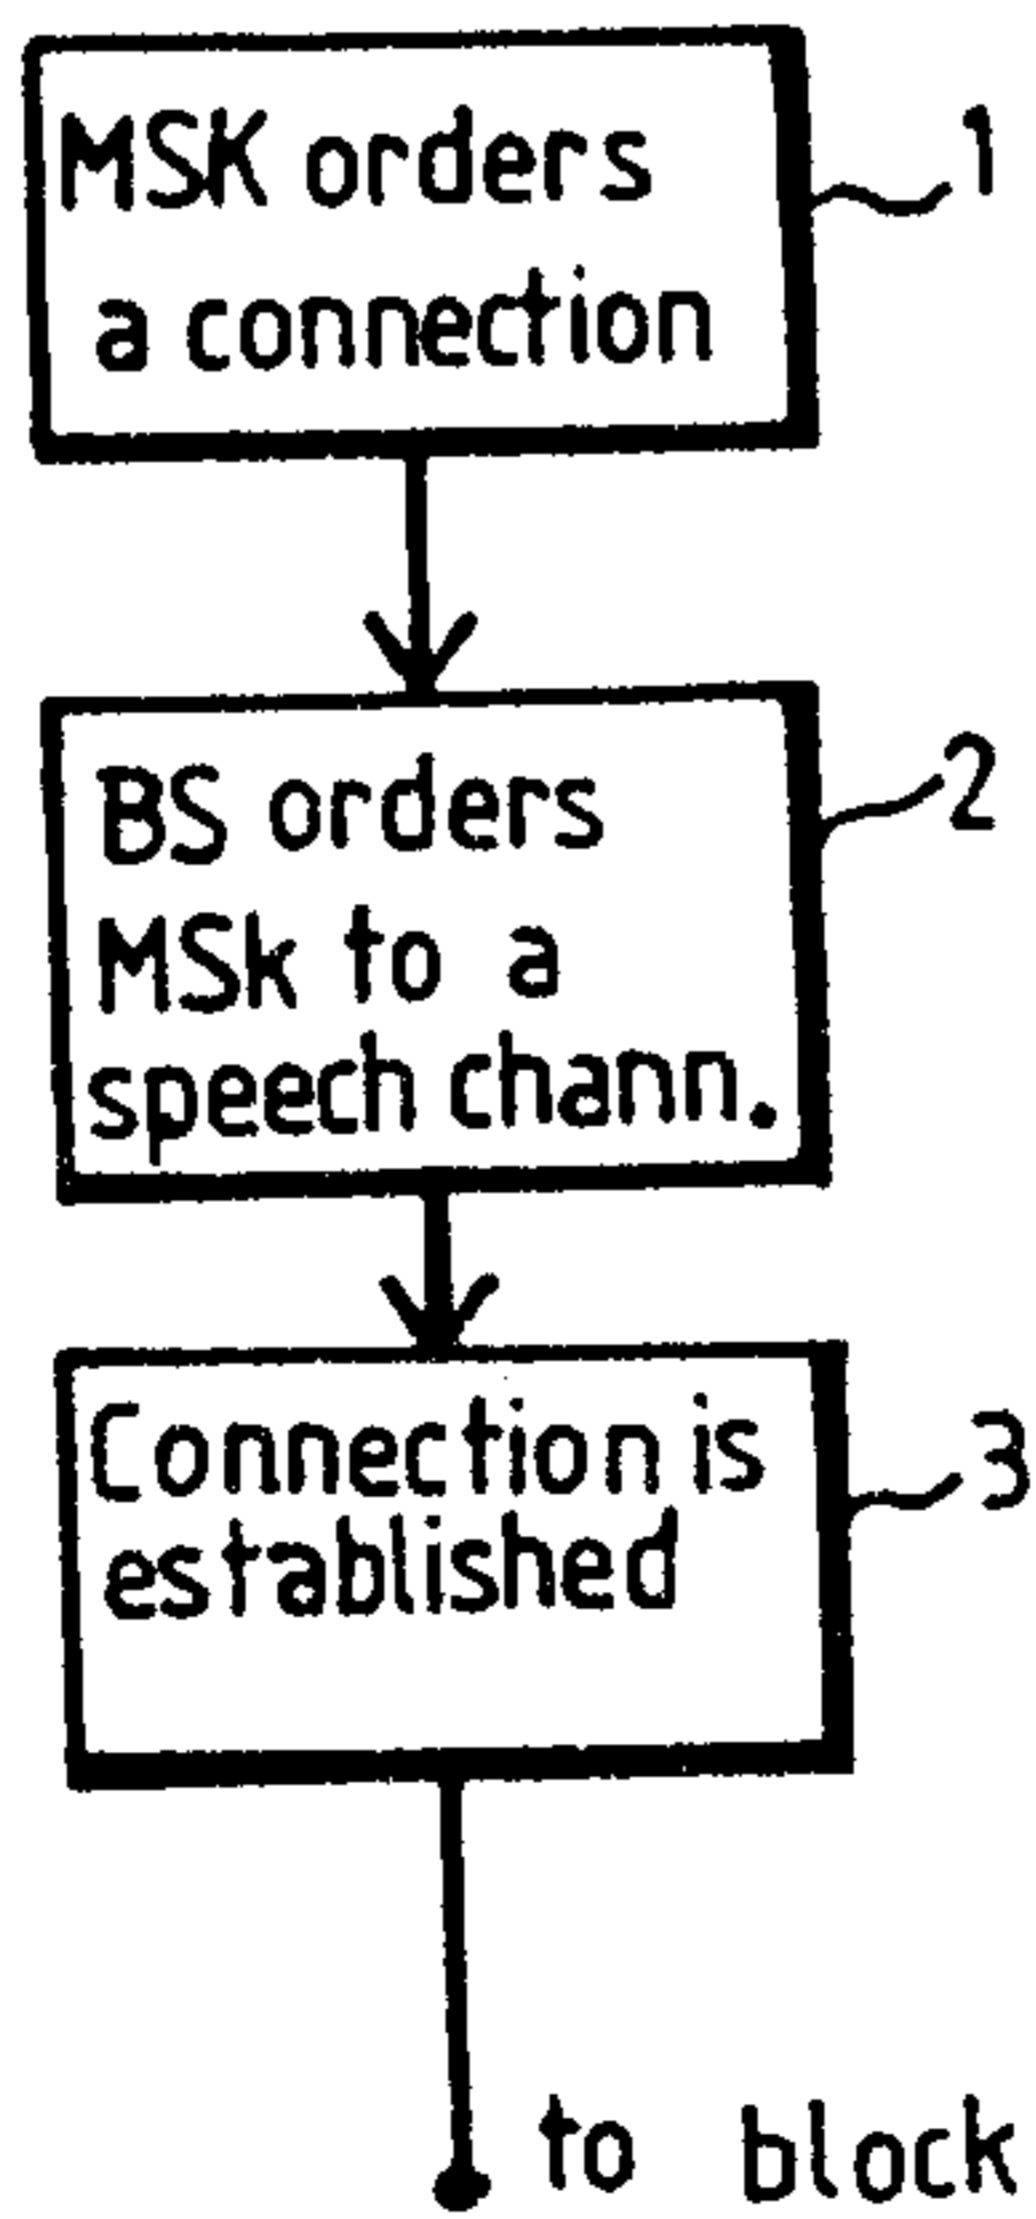 MSK orders
a connection
1
BS orders
MSk to a
speech chann.
2
Connection is
established
3
to block